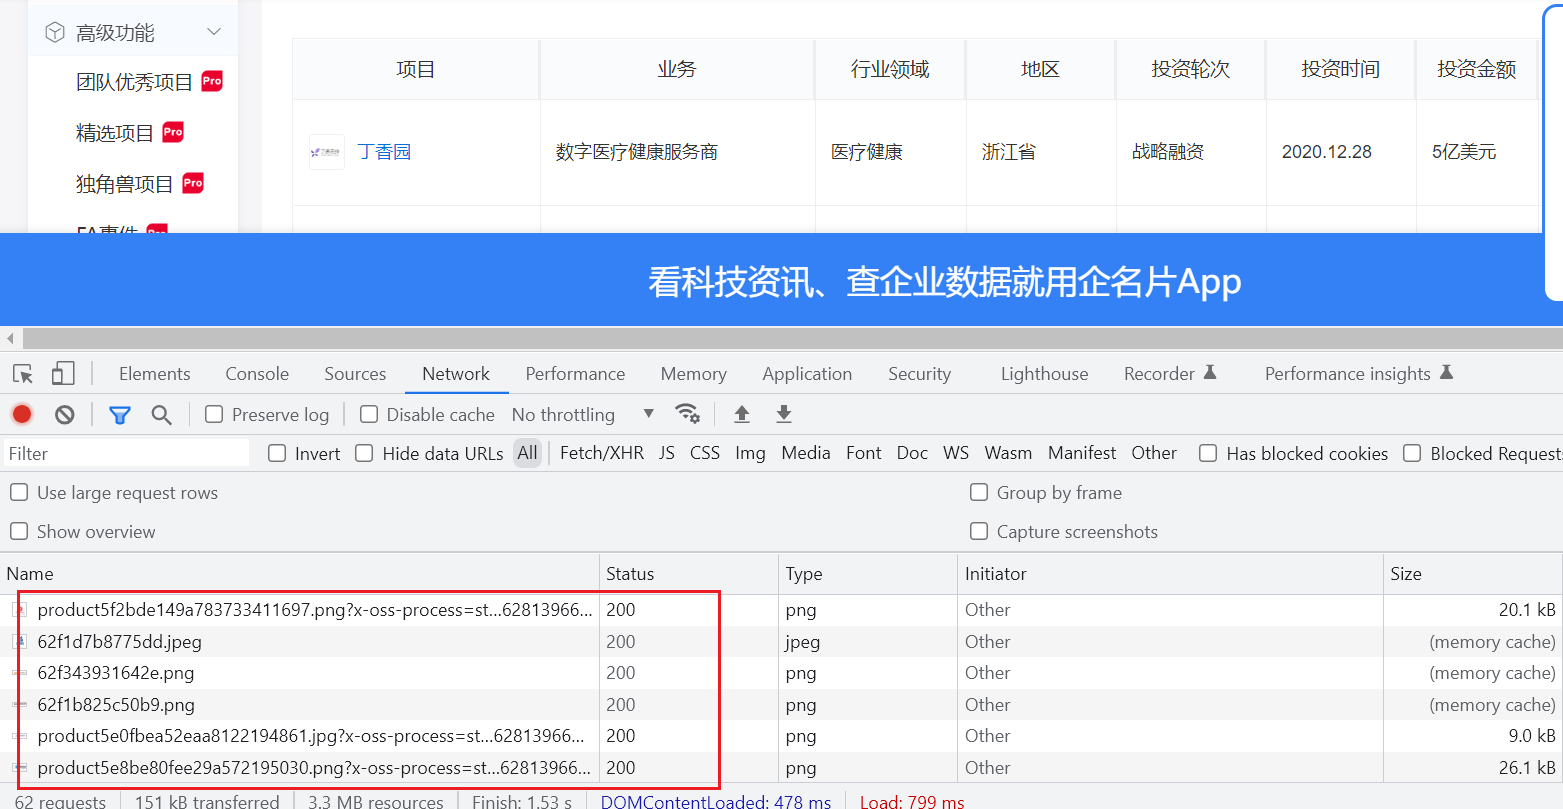 高级功能
团队优秀项目 Pro
精选项目 Pro
独角兽项目 Pro
FA事件 Pro
项目 业务 行业领域 地区 投资轮次 投资时间 投资金额
丁香园 数字医疗健康服务商 医疗健康 浙江省 战略融资 2020.12.28 5亿美元
看科技资讯、查企业数据就用企名片App
Elements Console Sources Network Performance Memory Application Security Lighthouse Recorder Performance insights
Preserve log Disable cache No throttling
Filter Invert Hide data URLs All Fetch/XHR JS CSS Img Media Font Doc WS Wasm Manifest Other Has blocked cookies Blocked Requests
Use large request rows Group by frame
Show overview Capture screenshots
Name Status Type Initiator Size
product5f2bde149a783733411697.png?x-oss-process=st...62813966... 200 png Other 20.1 kB
62f1d7b8775dd.jpeg 200 jpeg Other (memory cache)
62f343931642e.png 200 png Other (memory cache)
62f1b825c50b9.png 200 png Other (memory cache)
product5e0fbea52eaa8122194861.jpg?x-oss-process=st...62813966... 200 png Other 9.0 kB
product5e8be80fee29a572195030.png?x-oss-process=st...62813966... 200 png Other 26.1 kB
62 requests 151 kB transferred 3.3 MB resources Finish: 1.53 s DOMContentLoaded: 478 ms Load: 799 ms